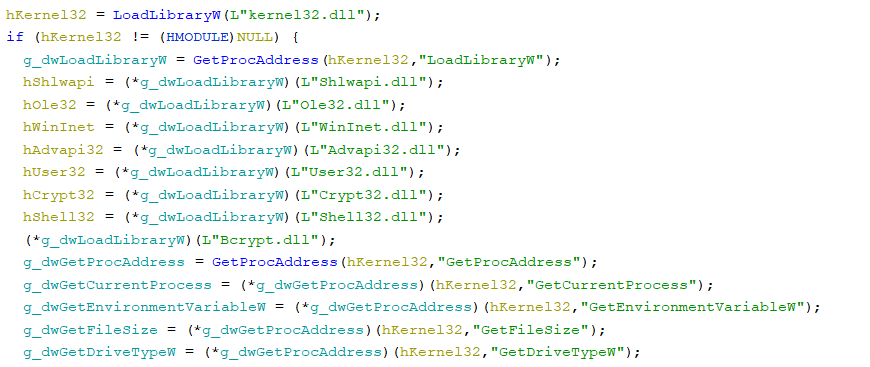 hKernel32 = LoadLibraryW(L"kernel32.dll");
if (hKernel32 != (HMODULE)NULL) {
g_dwLoadLibraryW = GetProcAddress(hKernel32,"LoadLibraryW");
hShlwapi = (*g_dwLoadLibraryW)(L"Shlwapi.dll");
hOle32 = (*g_dwLoadLibraryW)(L"Ole32.dll");
hWinInet = (*g_dwLoadLibraryW)(L"WinInet.dll");
hAdvapi32 = (*g_dwLoadLibraryW)(L"Advapi32.dll");
hUser32 = (*g_dwLoadLibraryW)(L"User32.dll");
hCrypt32 = (*g_dwLoadLibraryW)(L"Crypt32.dll");
hShell32 = (*g_dwLoadLibraryW)(L"Shell32.dll");
(*g_dwLoadLibraryW)(L"Bcrypt.dll");
g_dwGetProcAddress = GetProcAddress(hKernel32,"GetProcAddress");
g_dwGetCurrentProcess = (*g_dwGetProcAddress)(hKernel32,"GetCurrentProcess");
g_dwGetEnvironmentVariableW = (*g_dwGetProcAddress)(hKernel32,"GetEnvironmentVariableW");
g_dwGetFileSize = (*g_dwGetProcAddress)(hKernel32,"GetFileSize");
g_dwGetDriveTypeW = (*g_dwGetProcAddress)(hKernel32,"GetDriveTypeW");